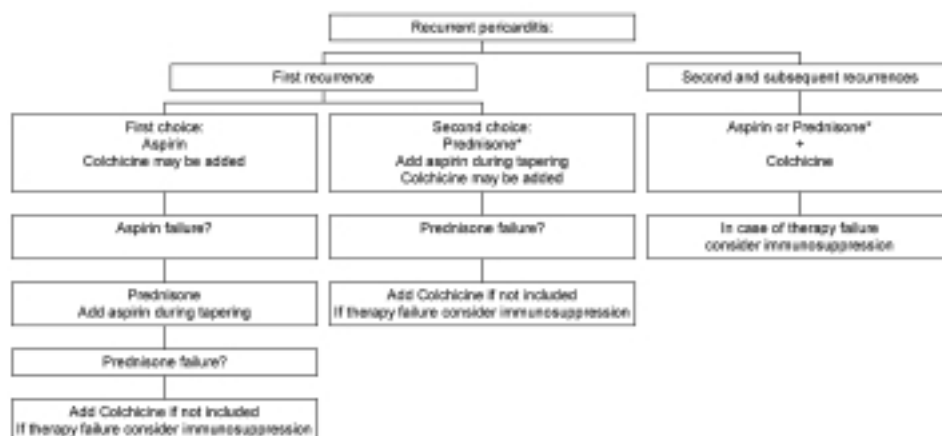 Recurrent pericarditis:
First recurrence
Second and subsequent recurrences
First choice:
Aspirin
Colchicine may be added
Second choice:
Prednisone*
Add aspirin during tapering
Colchicine may be added
Aspirin or Prednisone*
+
Colchicine
Aspirin failure?
Prednisone failure?
In case of therapy failure
consider immunosuppression
Prednisone
Add aspirin during tapering
Add Colchicine if not included
If therapy failure consider immunosuppression
Prednisone failure?
Add Colchicine if not included
If therapy failure consider immunosuppression